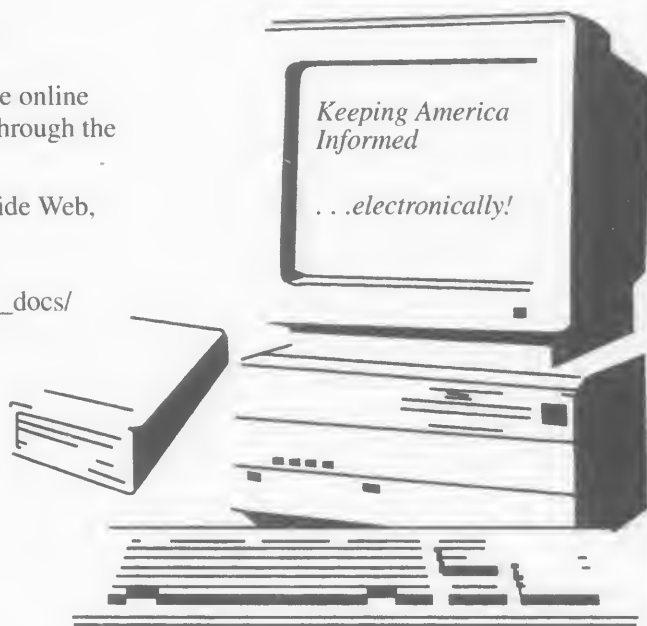 e online
hrough the
ide Web,
_docs/
Keeping America
Informed
. . .electronically!